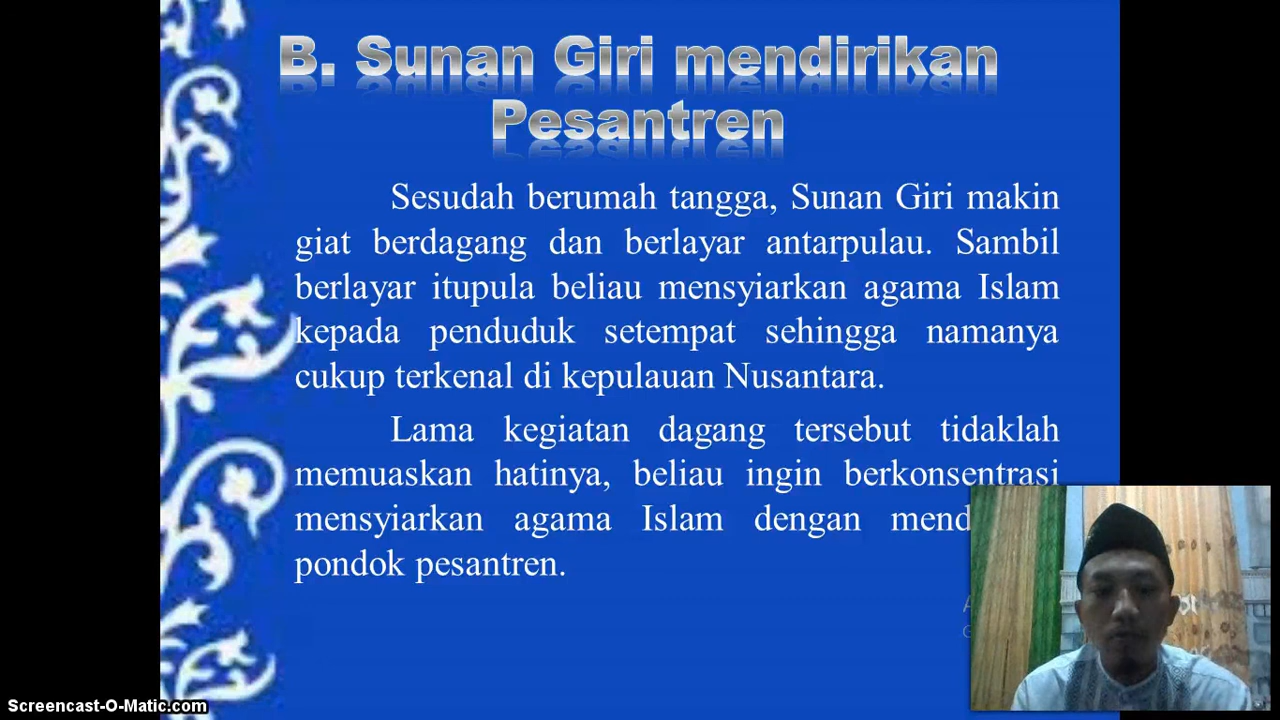 B. Sunan Giri mendirikan
Pesantren
Sesudah berumah tangga, Sunan Giri makin
giat berdagang dan berlayar antarpulau. Sambil
berlayar itupula beliau mensyiarkan agama Islam
kepada penduduk setempat sehingga namanya
cukup terkenal di kepulauan Nusantara.
Lama kegiatan dagang tersebut tidaklah
memuaskan hatinya, beliau ingin berkonsentrasi
mensyiarkan agama Islam dengan
pondok pesantren.
Screencast-O-Matic.com